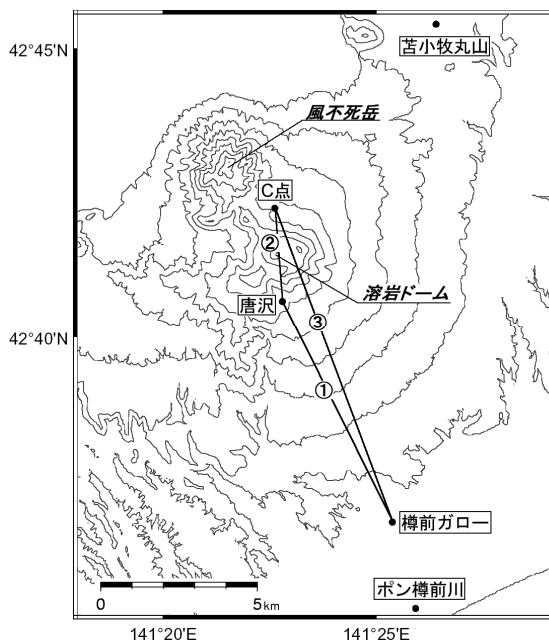 42°45'N
苫小牧丸山
風不死岳
C点
②
溶岩ドーム
唐沢
③
42°40'N
①
樽前ガロー
ポン樽前川
0 5km
141°20'E 141°25'E